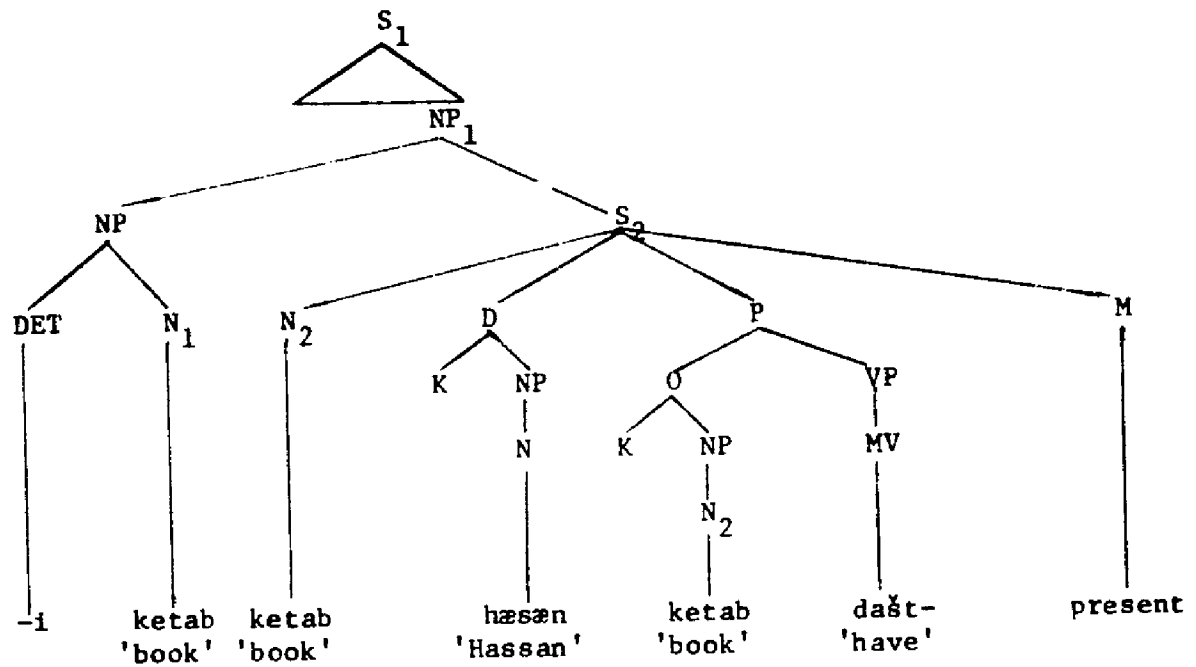 S1
NP1
NP S2
DET N1 N2 D P M
K NP O VP
N K NP MV
N2
-i ketab ketab hæsæn ketab dašt- present
'book' 'book' 'Hassan' 'book' 'have'